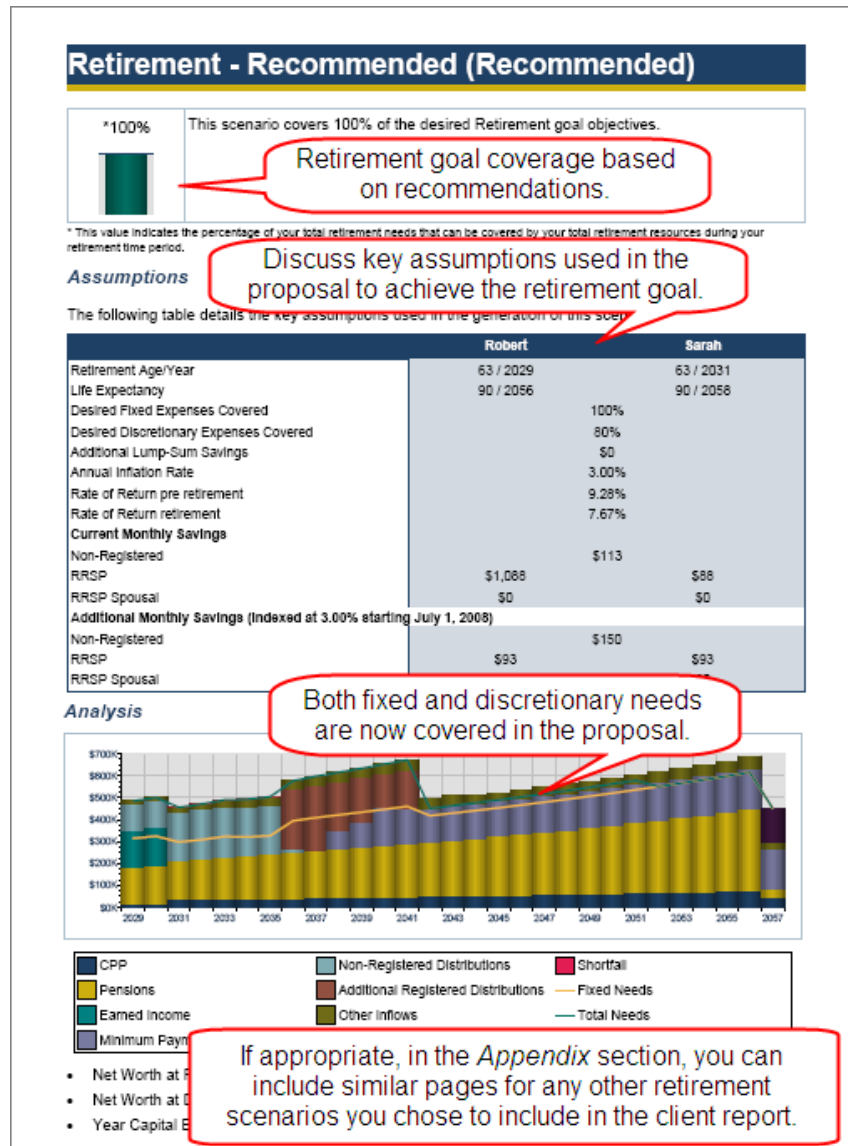 Retirement - Recommended (Recommended)
*100%
This scenario covers 100% of the desired Retirement goal objectives.
Retirement goal coverage based
on recommendations.
* This value indicates the percentage of your total retirement needs that can be covered by your total retirement resources during your
retirement time period.
Discuss key assumptions used in the
proposal to achieve the retirement goal.
Assumptions
The following table details the key assumptions used in the generation of this
Robert Sarah
Retirement Age/Year 63 / 2029 63 / 2031
Life Expectancy 90 / 2056 90 / 2058
Desired Fixed Expenses Covered 100%
Desired Discretionary Expenses Covered 80%
Additional Lump-Sum Savings $0
Annual Inflation Rate 3.00%
Rate of Return pre retirement 9.28%
Rate of Return retirement 7.67%
Current Monthly Savings
Non-Registered $113
RRSP $1,088 $88
RRSP Spousal $0 $0
Additional Monthly Savings (Indexed at 3.00% starting July 1, 2008)
Non-Registered $150
RRSP $93 $93
RRSP Spousal
Both fixed and discretionary needs
are now covered in the proposal.
Analysis
$700K
$600K
$500K
$400K
$300K
$200K
$100K
$0K
2029 2031 2033 2035 2037 2039 2041 2043 2045 2047 2049 2051 2053 2055 2057
CPP Non-Registered Distributions Shortfall
Pensions Additional Registered Distributions Fixed Needs
Earned Income Other Inflows Total Needs
Minimum
If appropriate, in the Appendix section, you can
include similar pages for any other retirement
scenarios you chose to include in the client report.
• Net Worth at
• Net Worth at
• Year Capital